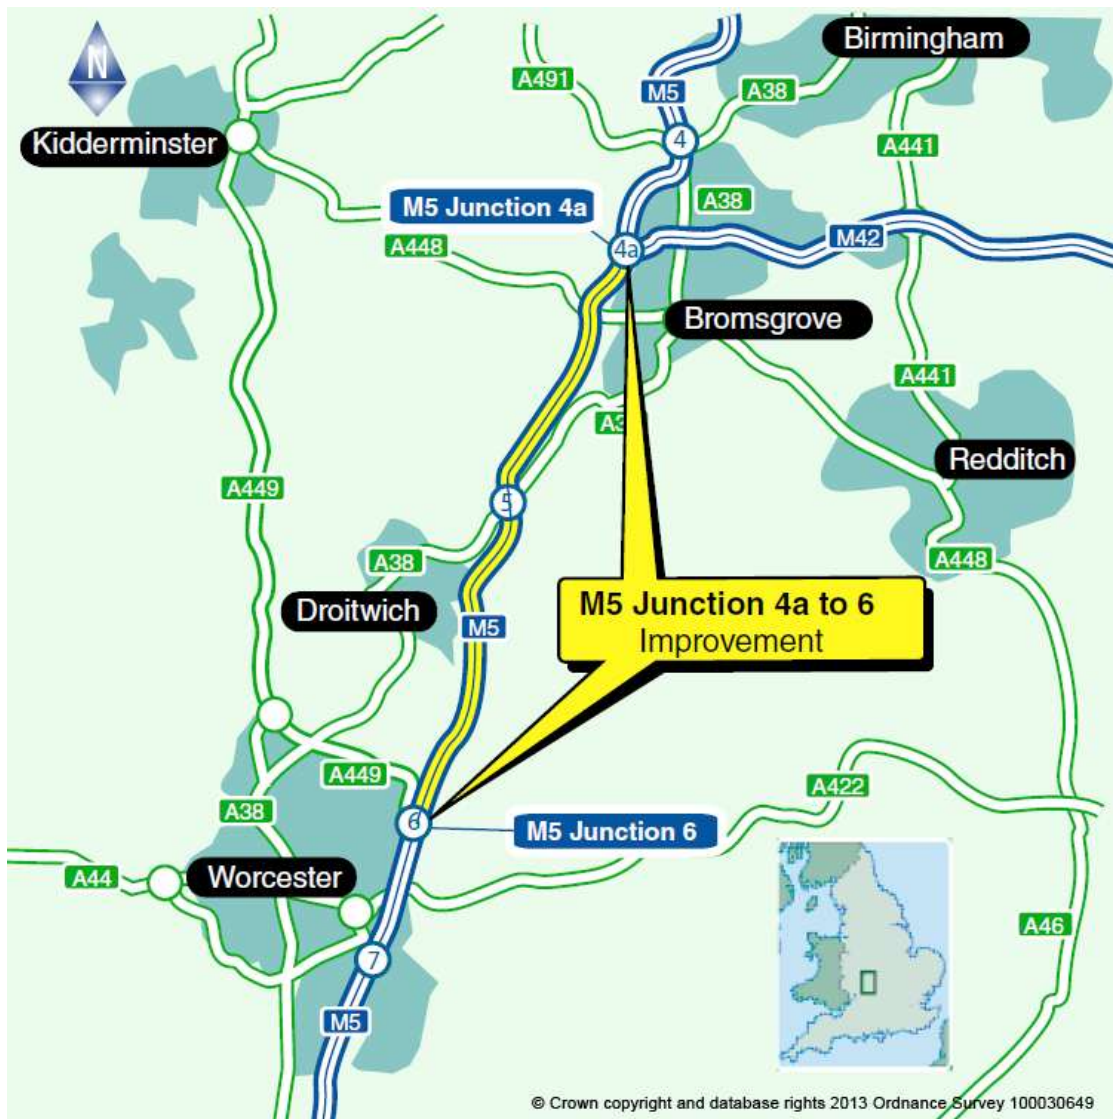 N
Birmingham
A491
M5
A38
Kidderminster
4
A441
M5 Junction 4a
A38
A448
4a
M42
Bromsgrove
A441
A3
Redditch
A449
5
A38
A448
M5 Junction 4a to 6
Improvement
Droitwich
M5
A449
A422
A38
6
M5 Junction 6
A44
Worcester
A46
7
M5
© Crown copyright and database rights 2013 Ordnance Survey 100030649